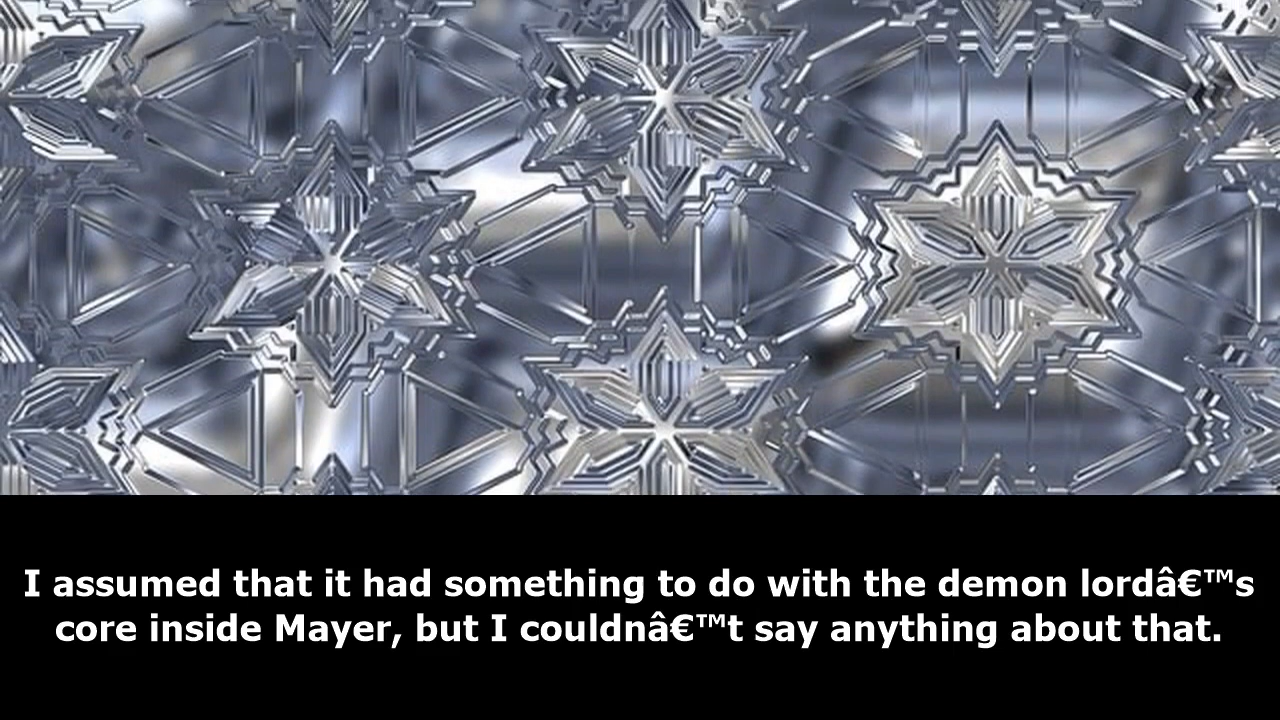 I assumed that it had something to do with the demon lordâ€™s
core inside Mayer, but I couldnâ€™t say anything about that.